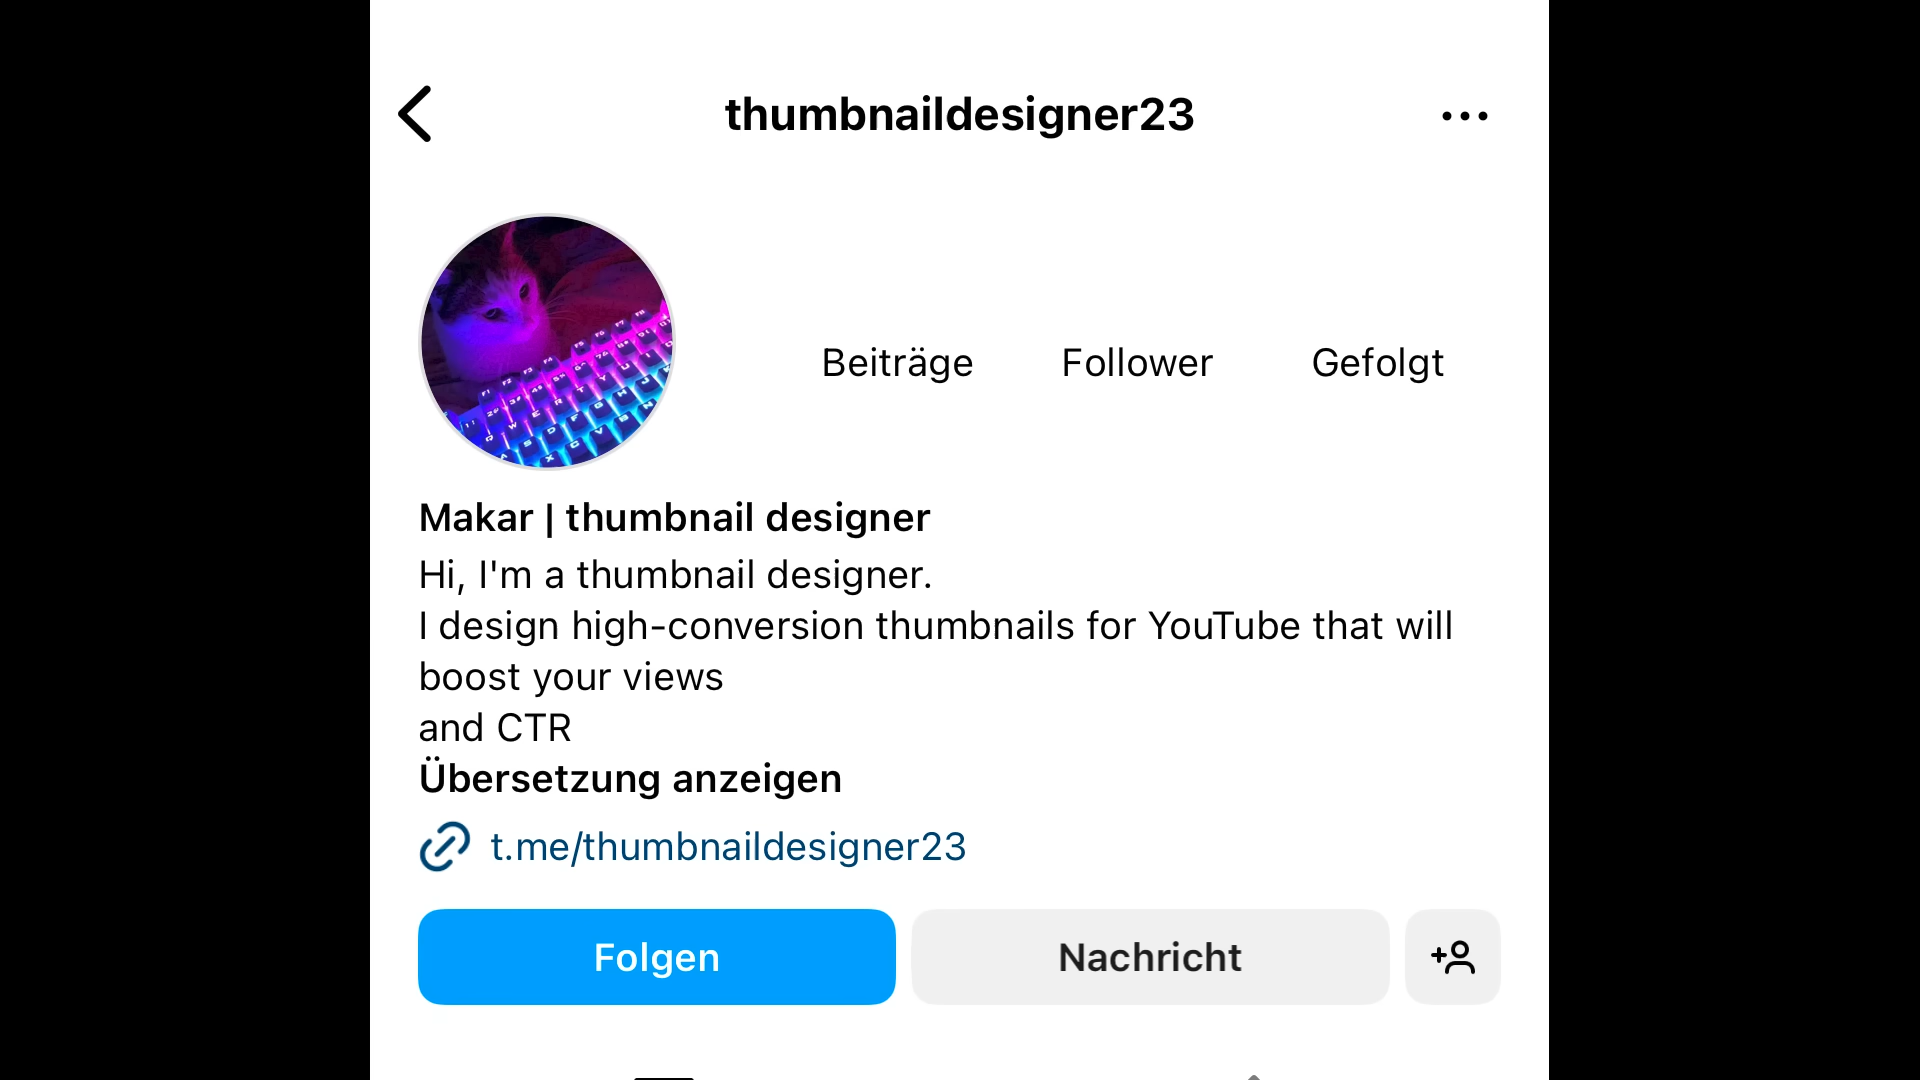 thumbnaildesigner23
Beiträge Follower Gefolgt
Makar | thumbnail designer
Hi, I'm a thumbnail designer.
I design high-conversion thumbnails for YouTube that will
boost your views
and CTR
Übersetzung anzeigen
t.me/thumbnaildesigner23
Folgen Nachricht